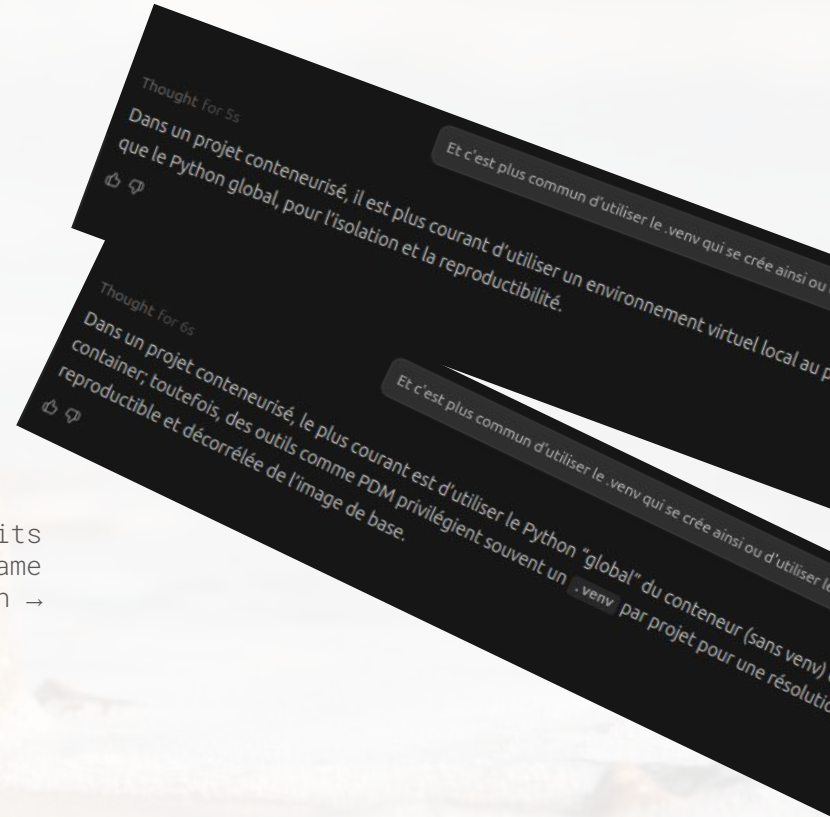 Thought for 5s
Et c'est plus commun d'utiliser le .venv qui se crée ainsi ou
Dans un projet conteneurisé, il est plus courant d'utiliser un environnement virtuel local au
que le Python global, pour l'isolation et la reproductibilité.
Thought for 6s
Et c'est plus commun d'utiliser le .venv qui se crée ainsi ou d'utiliser
Dans un projet conteneurisé, le plus courant est d'utiliser le Python "global" du conteneur (sans venv)
container; toutefois, des outils comme PDM privilégient souvent un .venv par projet pour une
reproductible et décorrélée de l'image de base.
→